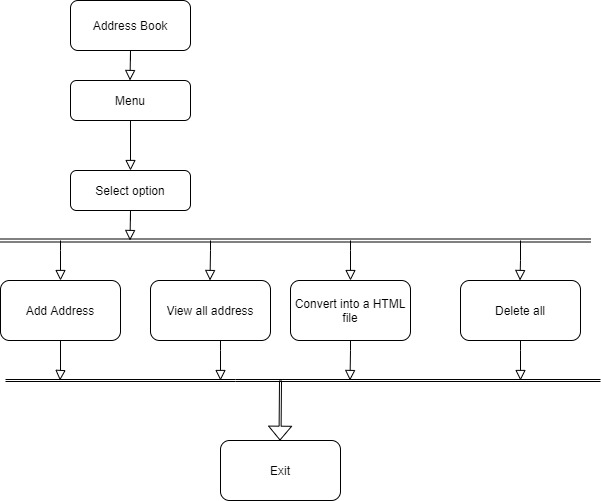 Address Book
Menu
Select option
Add Address
View all address
Convert into a HTML
file
Delete all
Exit